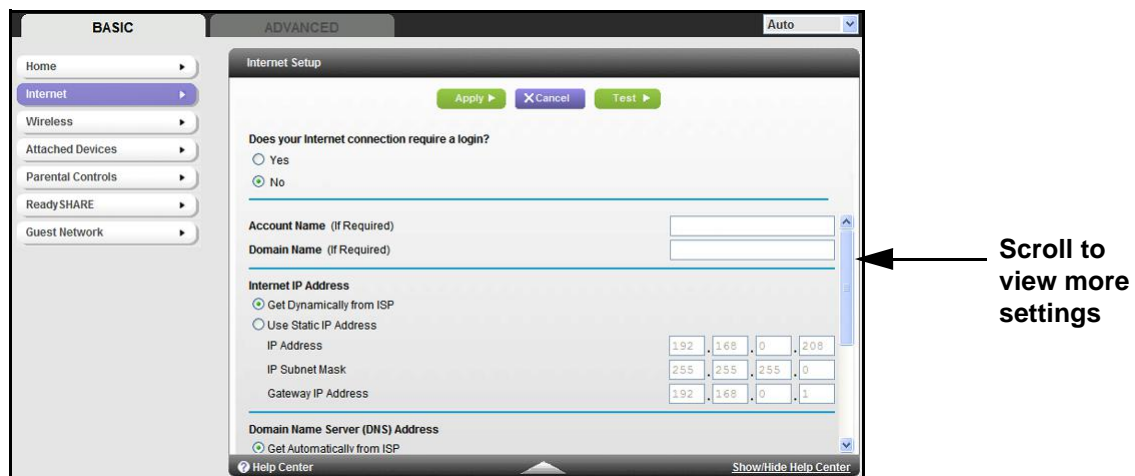 BASIC
ADVANCED
Auto
Home
Internet
Wireless
Attached Devices
Parental Controls
ReadySHARE
Guest Network
Internet Setup
Apply
X Cancel
Test
Does your Internet connection require a login?
Yes
No
Account Name (If Required)
Domain Name (If Required)
Internet IP Address
Get Dynamically from ISP
Use Static IP Address
IP Address 192 . 168 . 0 . 208
IP Subnet Mask 255 . 255 . 255 . 0
Gateway IP Address 192 . 168 . 0 . 1
Domain Name Server (DNS) Address
Get Automatically from ISP
? Help Center
Show/Hide Help Center
Scroll to
view more
settings